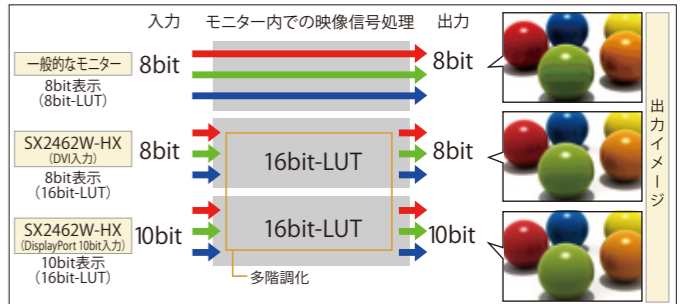 入力 モニター内での映像信号処理 出力
一般的なモニター
8bit表示
(8bit-LUT)
8bit
8bit
SX2462W-HX
(DVI入力)
8bit表示
(16bit-LUT)
8bit
16bit-LUT
8bit
SX2462W-HX
(DisplayPort 10bit入力)
10bit表示
(16bit-LUT)
10bit
16bit-LUT
10bit
多階調化
出力イメージ